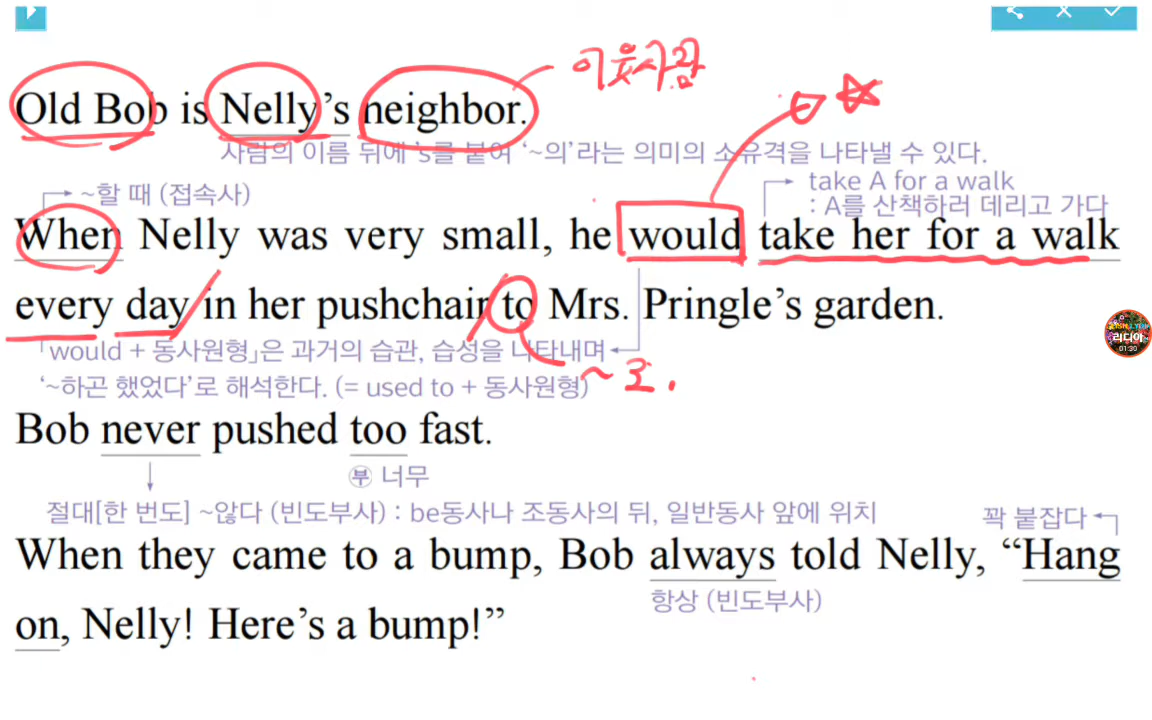 이웃사람
Old Bob is Nelly's neighbor.
사람의 이름 뒤에 's를 붙여 '~의'라는 의미의 소유격을 나타낼 수 있다.
~할 때 (접속사)
take A for a walk
: A를 산책하러 데리고 가다
When Nelly was very small, he would take her for a walk
every day in her pushchair to Mrs. Pringle's garden.
「would + 동사원형」은 과거의 습관, 습성을 나타내며
'~하곤 했었다'로 해석한다. (= used to + 동사원형)
~로.
리디아
01:30
Bob never pushed too fast.
부 너무
절대[한 번도] ~않다 (빈도부사) : be동사나 조동사의 뒤, 일반동사 앞에 위치
꽉 붙잡다
When they came to a bump, Bob always told Nelly, “Hang
항상 (빈도부사)
on, Nelly! Here's a bump!”